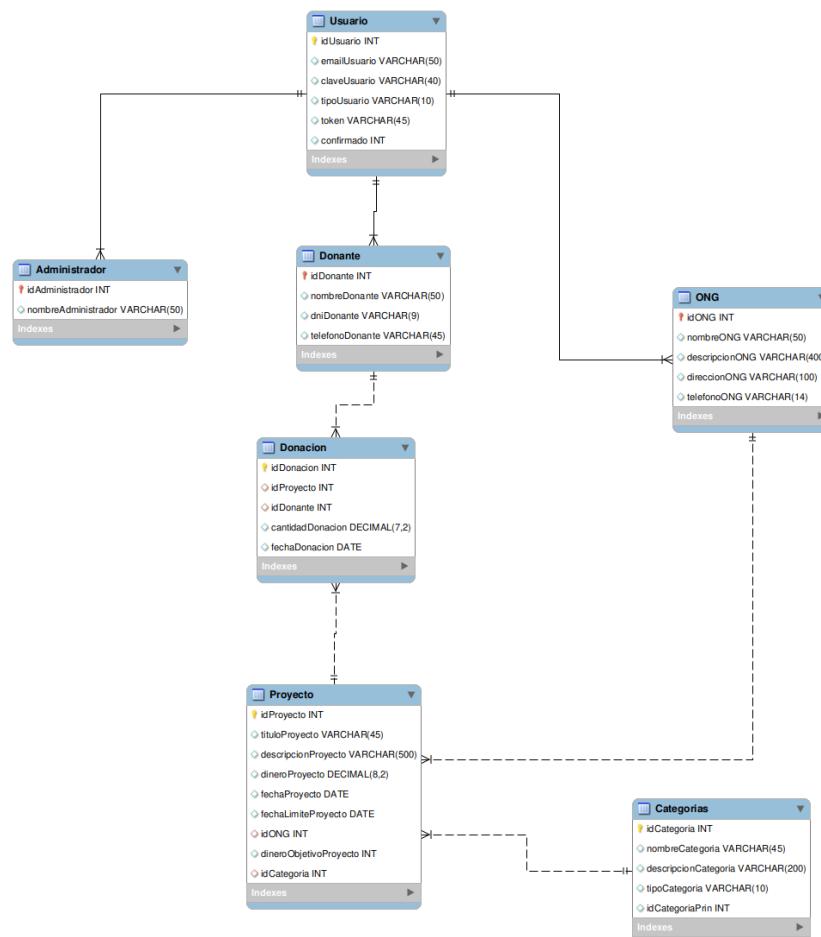 Usuario
idUsuario INT
emailUsuario VARCHAR(50)
claveUsuario VARCHAR(40)
tipoUsuario VARCHAR(10)
token VARCHAR(45)
confirmado INT
Indexes
Administrador
idAdministrador INT
nombreAdministrador VARCHAR(50)
Indexes
Donante
idDonante INT
nombreDonante VARCHAR(50)
dniDonante VARCHAR(9)
telefonoDonante VARCHAR(45)
Indexes
ONG
idONG INT
nombreONG VARCHAR(50)
descripcionONG VARCHAR(400
direccionONG VARCHAR(100)
telefonoONG VARCHAR(14)
Indexes
Donacion
idDonacion INT
idProyecto INT
idDonante INT
cantidadDonacion DECIMAL(7,2)
fechaDonacion DATE
Indexes
Proyecto
idProyecto INT
tituloProyecto VARCHAR(45)
descripcionProyecto VARCHAR(500)
dineroProyecto DECIMAL(8,2)
fechaProyecto DATE
fechaLimiteProyecto DATE
idONG INT
dineroObjetivoProyecto INT
idCategoria INT
Indexes
Categorias
idCategoria INT
nombreCategoria VARCHAR(45)
descripcionCategoria VARCHAR(200)
tipoCategoria VARCHAR(10)
idCategoriaPrin INT
Indexes